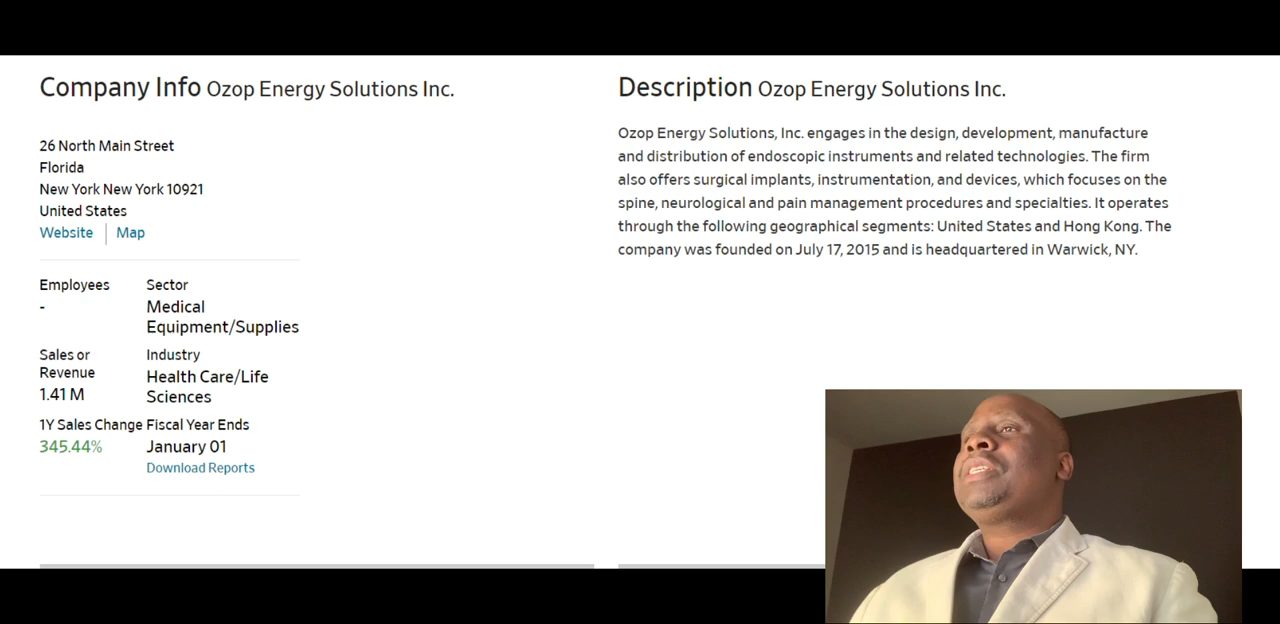 Company Info Ozop Energy Solutions Inc.
26 North Main Street
Florida
New York New York 10921
United States
Website | Map
Employees Sector
- Medical
Equipment/Supplies
Sales or Industry
Revenue Health Care/Life
1.41 M Sciences
1Y Sales Change Fiscal Year Ends
345.44% January 01
Download Reports
Description Ozop Energy Solutions Inc.
Ozop Energy Solutions, Inc. engages in the design, development, manufacture
and distribution of endoscopic instruments and related technologies. The firm
also offers surgical implants, instrumentation, and devices, which focuses on the
spine, neurological and pain management procedures and specialties. It operates
through the following geographical segments: United States and Hong Kong. The
company was founded on July 17, 2015 and is headquartered in Warwick, NY.